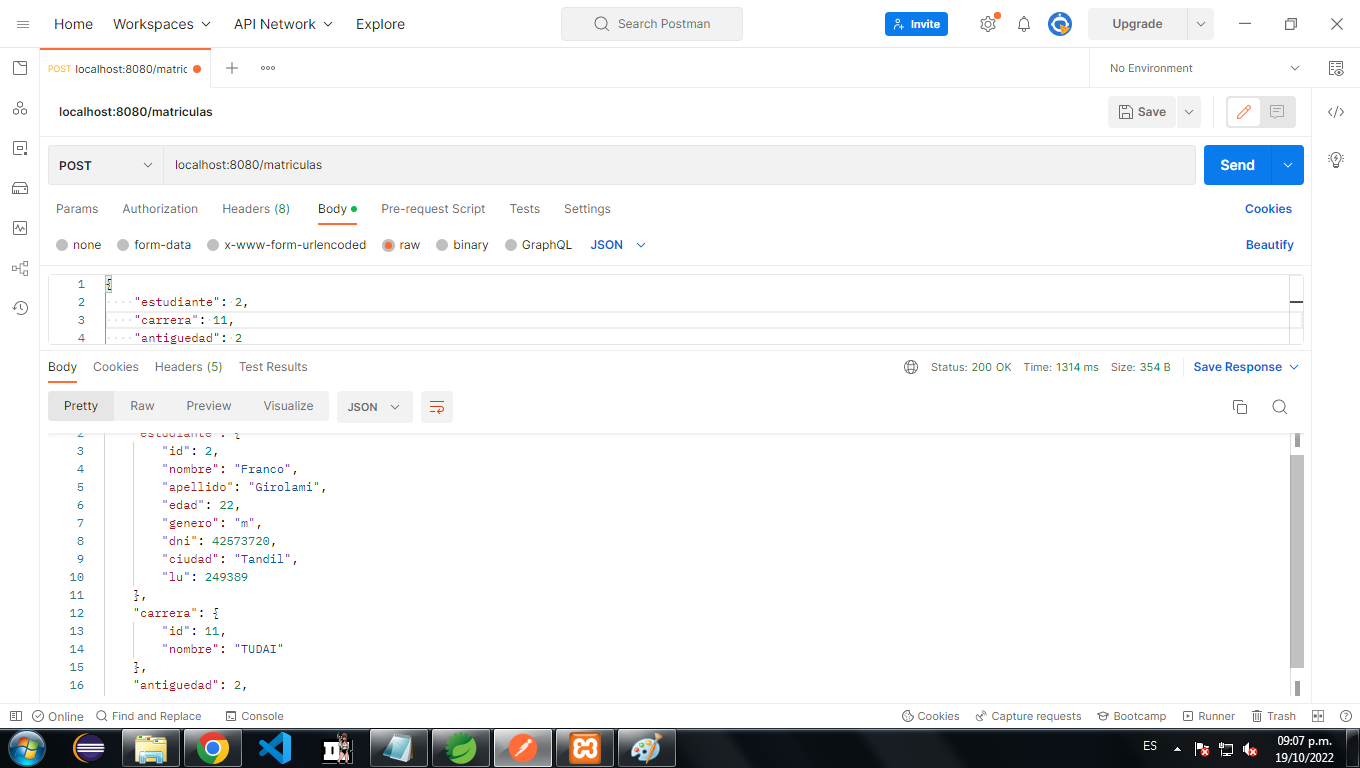 Home Workspaces API Network Explore Search Postman Invite Upgrade
POST localhost:8080/matric No Environment
localhost:8080/matriculas Save
POST localhost:8080/matriculas Send
Params Authorization Headers (8) Body Pre-request Script Tests Settings Cookies
none form-data x-www-form-urlencoded raw binary GraphQL JSON Beautify
1 {
2 "estudiante": 2,
3 "carrera": 11,
4 "antiguedad": 2
Body Cookies Headers (5) Test Results Status: 200 OK Time: 1314 ms Size: 354 B Save Response
Pretty Raw Preview Visualize JSON
2 "estudiante": {
3 "id": 2,
4 "nombre": "Franco",
5 "apellido": "Girolami",
6 "edad": 22,
7 "genero": "m",
8 "dni": 42573720,
9 "ciudad": "Tandil",
10 "lu": 249389
11 },
12 "carrera": {
13 "id": 11,
14 "nombre": "TUDAI"
15 },
16 "antiguedad": 2,
Online Find and Replace Console Cookies Capture requests Bootcamp Runner Trash
ES 09:07 p.m.
19/10/2022